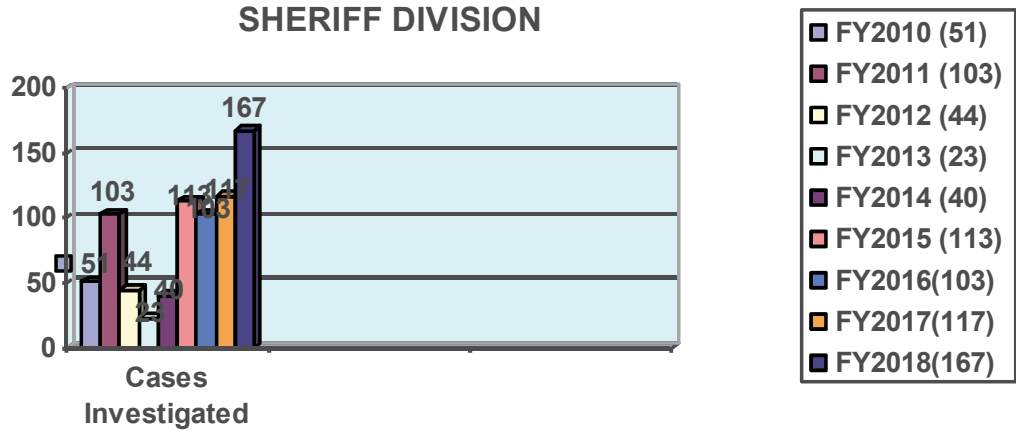 SHERIFF DIVISION
200
150
100
50
0
51
103
44
23
40
113
103
117
167
Cases
Investigated
FY2010 (51)
FY2011 (103)
FY2012 (44)
FY2013 (23)
FY2014 (40)
FY2015 (113)
FY2016(103)
FY2017(117)
FY2018(167)